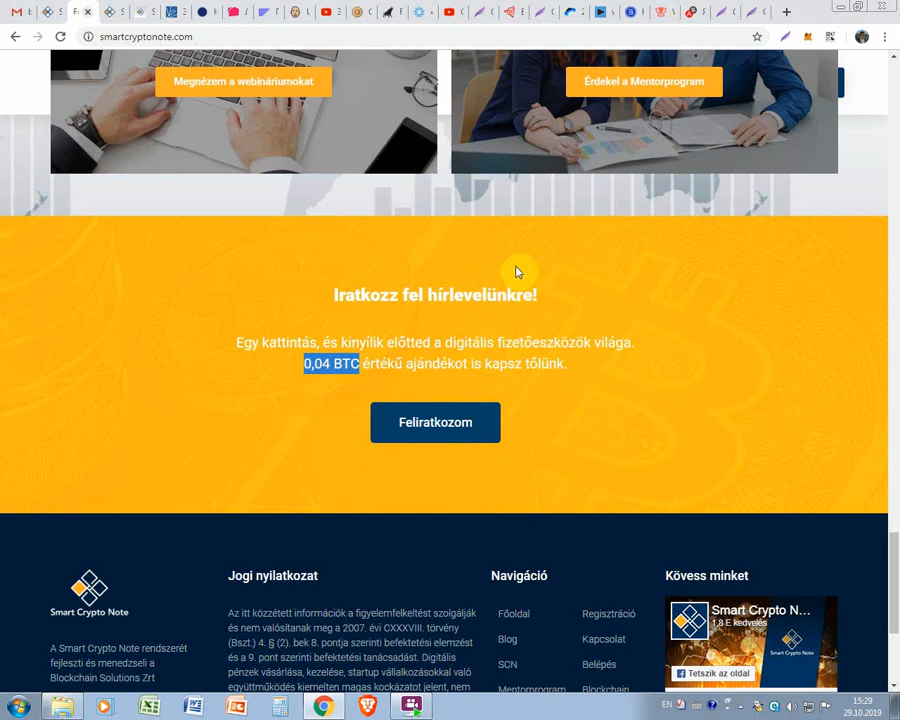 smartcryptonote.com
Megnézem a webináriumokat
Érdekel a Mentorprogram
Iratkozz fel hírlevelünkre!
Egy kattintás, és kinyílik előtted a digitális fizetőeszközök világa.
0,04 BTC értékű ajándékot is kapsz tőlünk.
Feliratkozom
Smart Crypto Note
A Smart Crypto Note rendszerét
fejleszti és menedzseli a
Blockchain Solutions Zrt
Jogi nyilatkozat
Az itt közzétett információk a figyelemfelkeltést szolgálják
és nem valósítanak meg a 2007. évi CXXXVIII. törvény
(Bszt.) 4. § (2). bek 8. pontja szerinti befektetési elemzést
és a 9. pont szerinti befektetési tanácsadást. Digitális
pénzek vásárlása, kezelése, startup vállalkozásokkal való
együttműködés kiemelten magas kockázatot jelent, nem
Navigáció
Főoldal
Regisztráció
Blog
Kapcsolat
SCN
Belépés
Mentorprogram
Blockchain
Kövess minket
Smart Crypto N...
1,8 E kedvelés
Tetszik az oldal
EN
15:29
29.10.2019